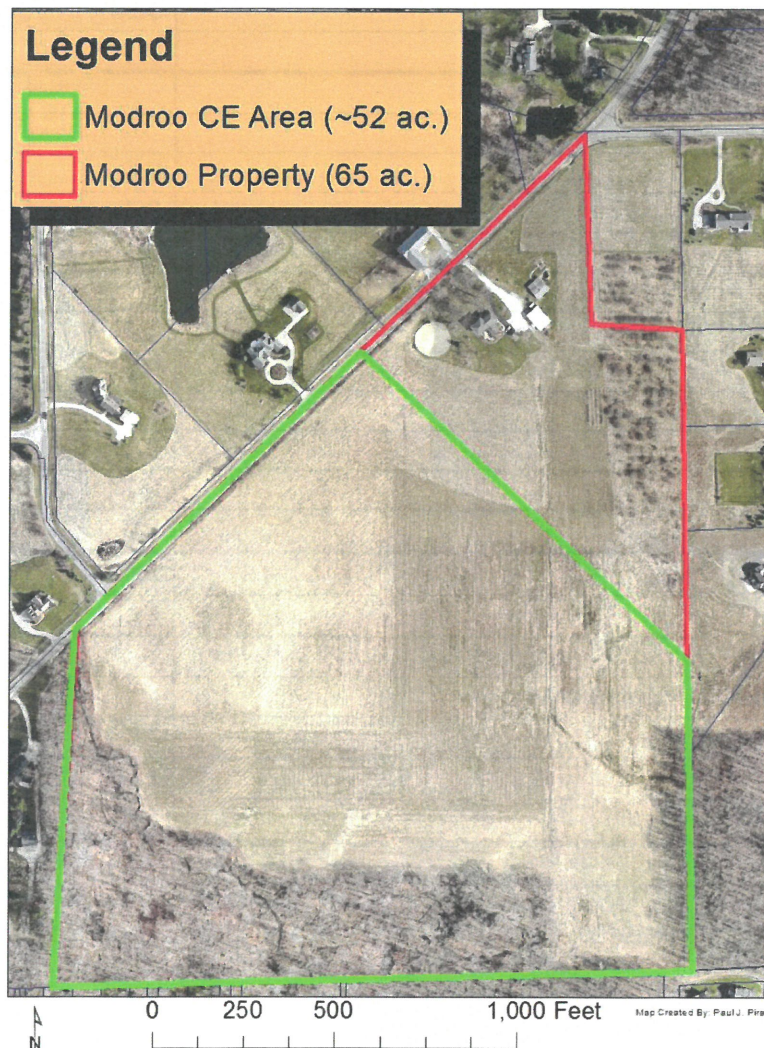 Legend
Modroo CE Area (~52 ac.)
Modroo Property (65 ac.)
N
0 250 500 1,000 Feet
Map Created By: Paul J. Pira